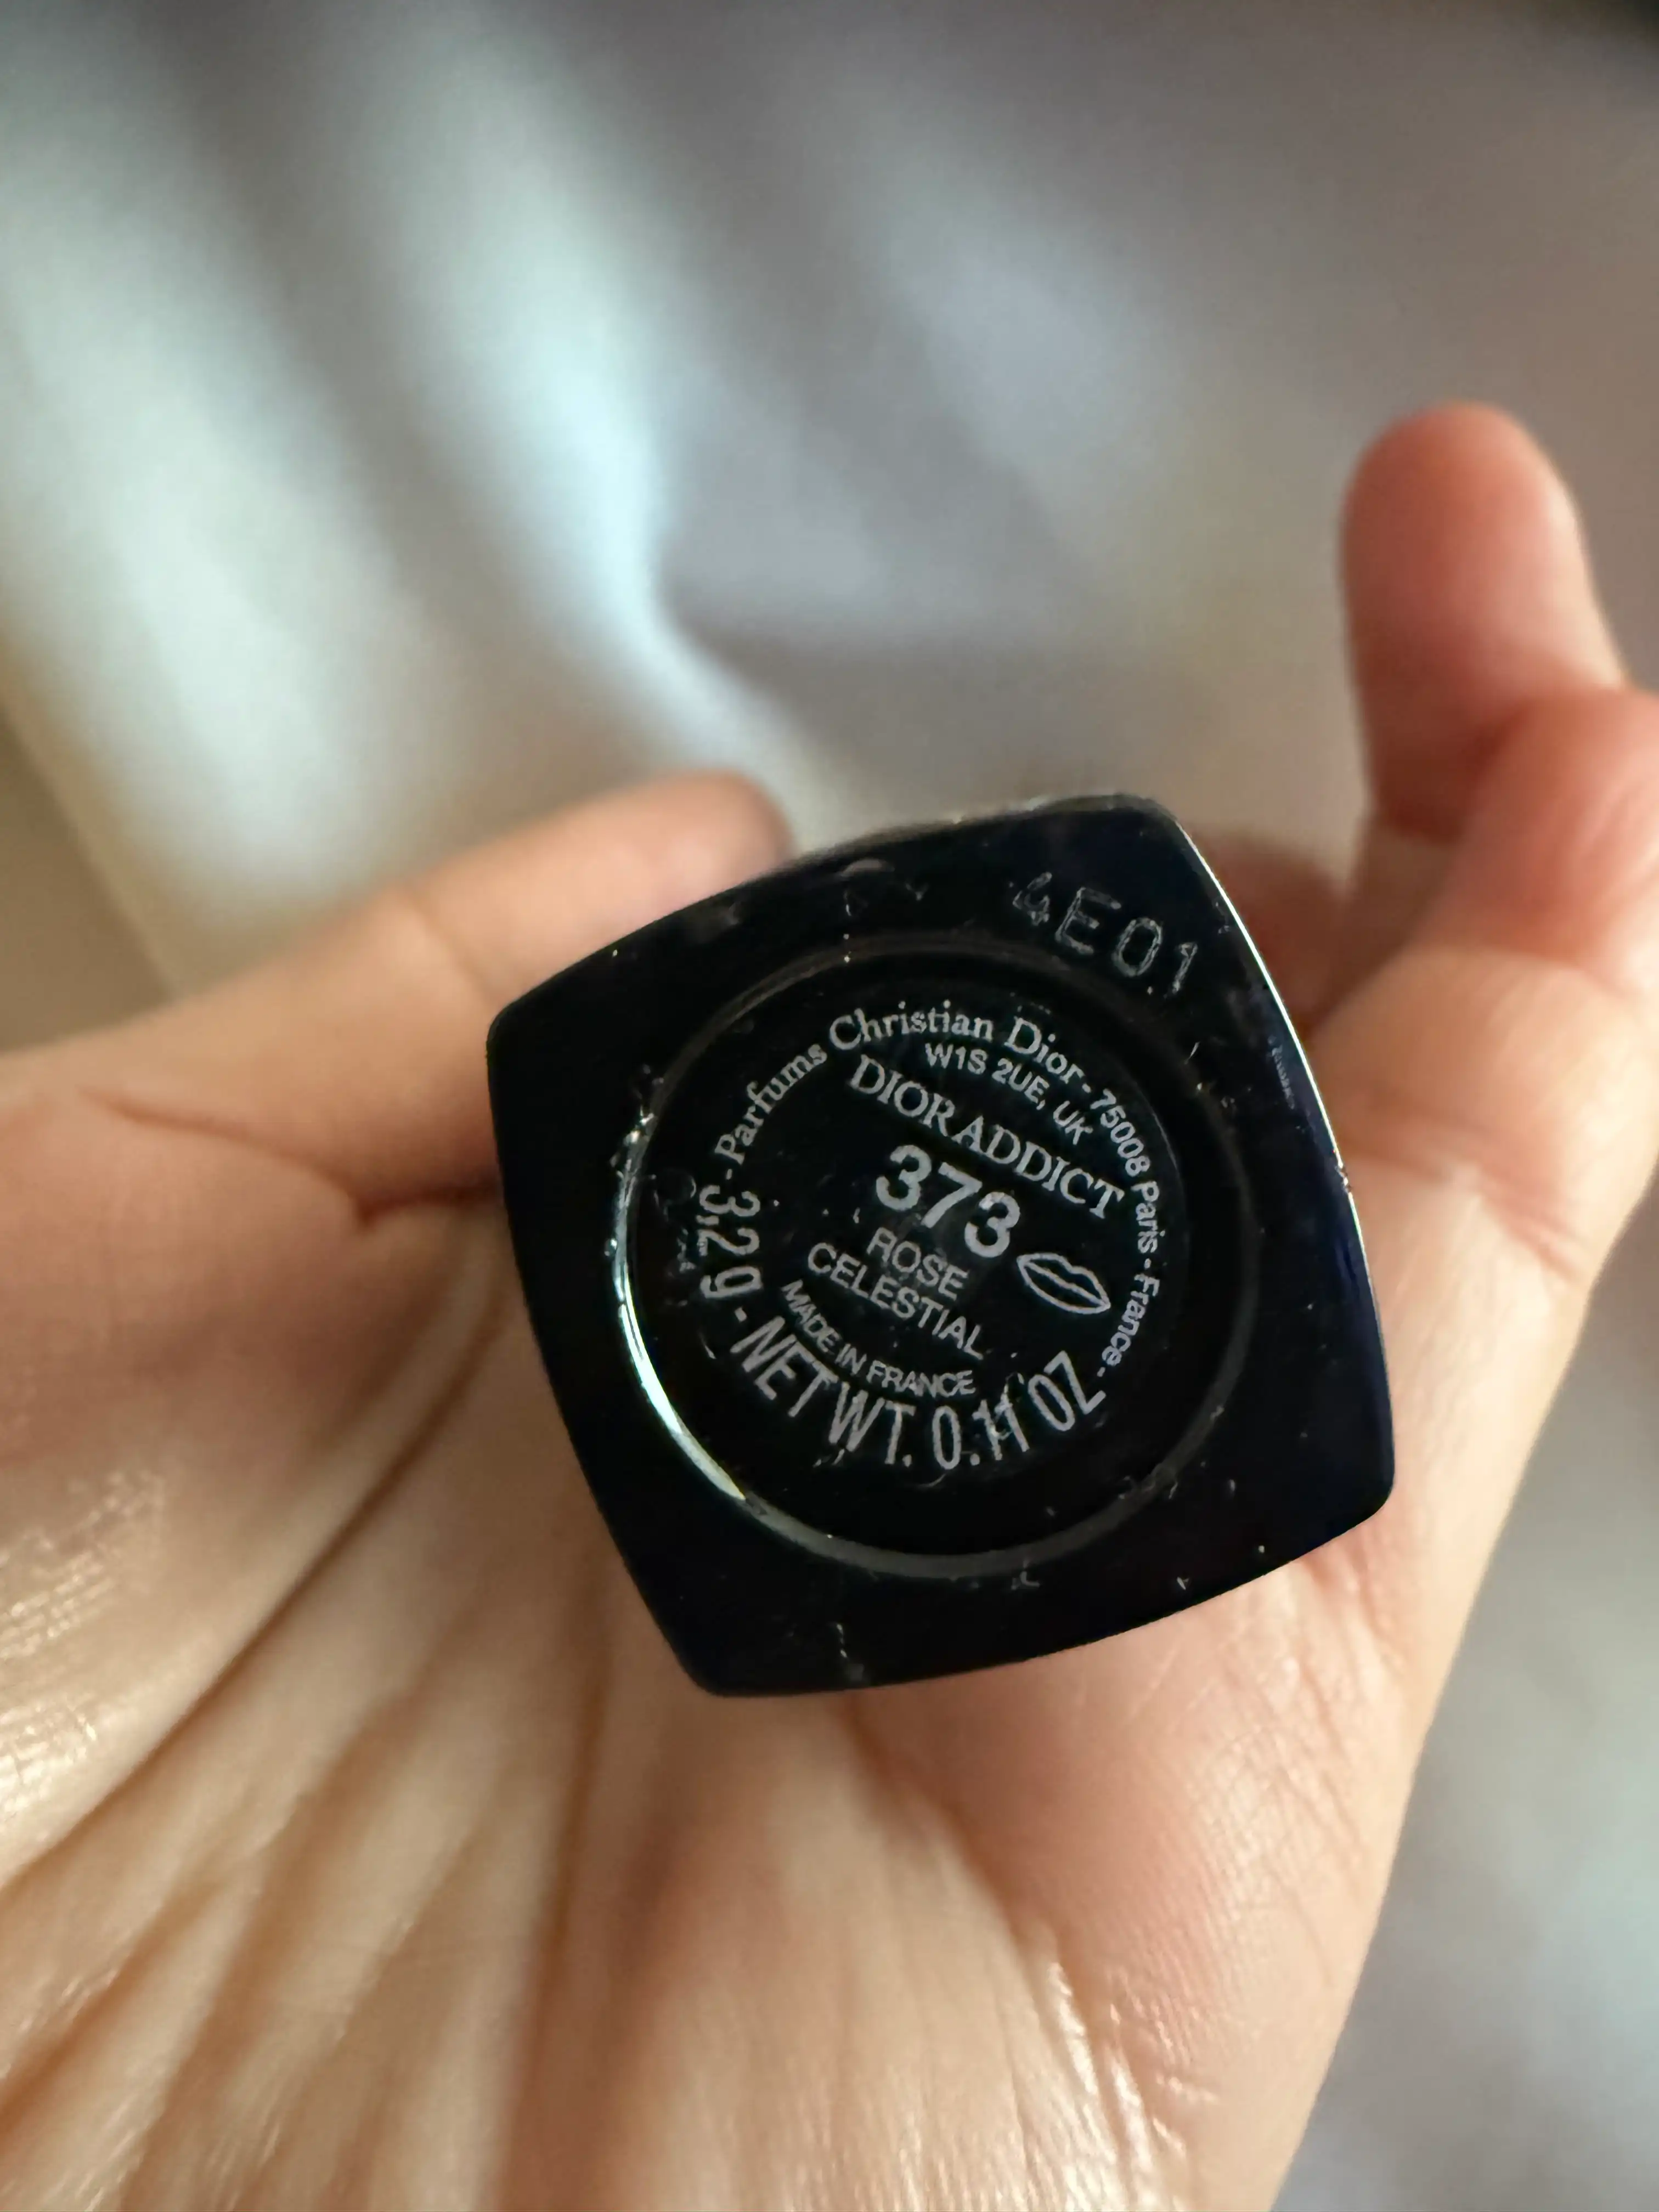 4E01
Parfums Christian Dior - 75008 Paris - France -
W1S 2UE, UK
DIOR ADDICT
373
ROSE
CELESTIAL
MADE IN FRANCE
3,2 g - NET WT. 0.11 OZ -